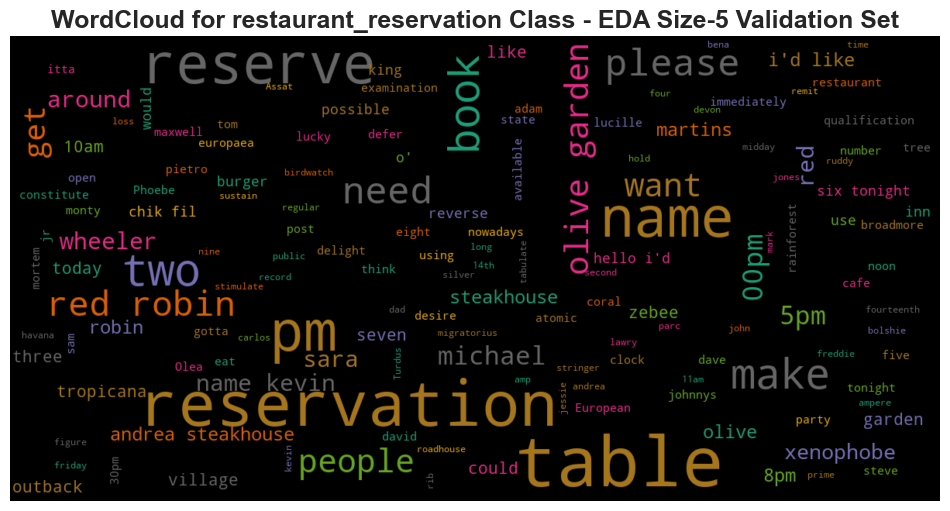 WordCloud for restaurant_reservation Class - EDA Size-5 Validation Set
reserve
please
book
olive garden
like
i'd like
bena
time
king
itta
Assat
examination
restaurant
remit
around
would
possible
adam
four
immediately
devon
get
loss
tom
state
lucille
martins
qualification
maxwell
lucky
defer
europaea
10am
o'
midday
number
tree
hold
red
ruddy
pietro
birdwatch
open
Phoebe
burger
need
available
want
jones
six tonight
constitute
sustain
name
monty
chik fil
regular
reverse
use
inn
broadmore
post
eight
nowadays
rainforest
jr
wheeler
nine
delight
using
long
mark
00pm
public
hello i'd
today
two
think
14th
tabulate
second
noon
mortem
record
silver
cafe
stimulate
steakhouse
coral
red robin
dad
desire
atomic
zebee
5pm
fourteenth
robin
gotta
pm
seven
migratorius
parc
john
bolshie
havana
sam
carlos
lawry
three
sara
michael
clock
dave
freddie
five
Olea
eat
Turdus
stringer
make
name kevin
amp
andrea
11am
tonight
tropicana
jessie
European
johnnys
ampere
reservation
party
garden
andrea steakhouse
david
olive
figure
roadhouse
table
xenophobe
friday
30pm
kevin
people
could
8pm
prime
steve
outback
village
rib